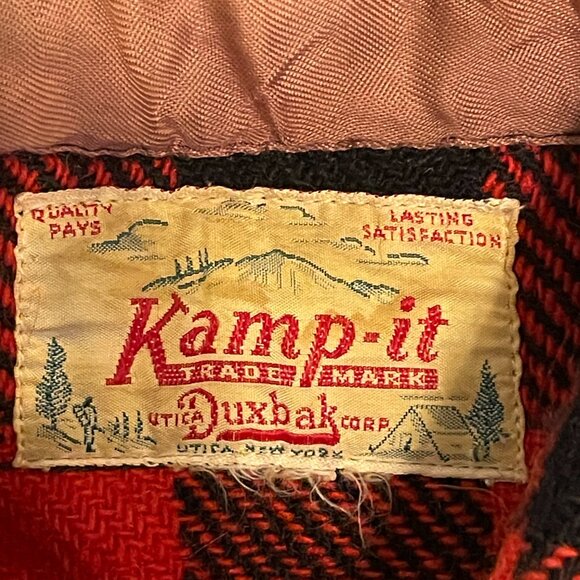 QUALITY
PAYS
LASTING
SATISFACTION
Kamp-it
TRADE MARK
UTICA Duxbak CORP.
UTICA, NEW YORK